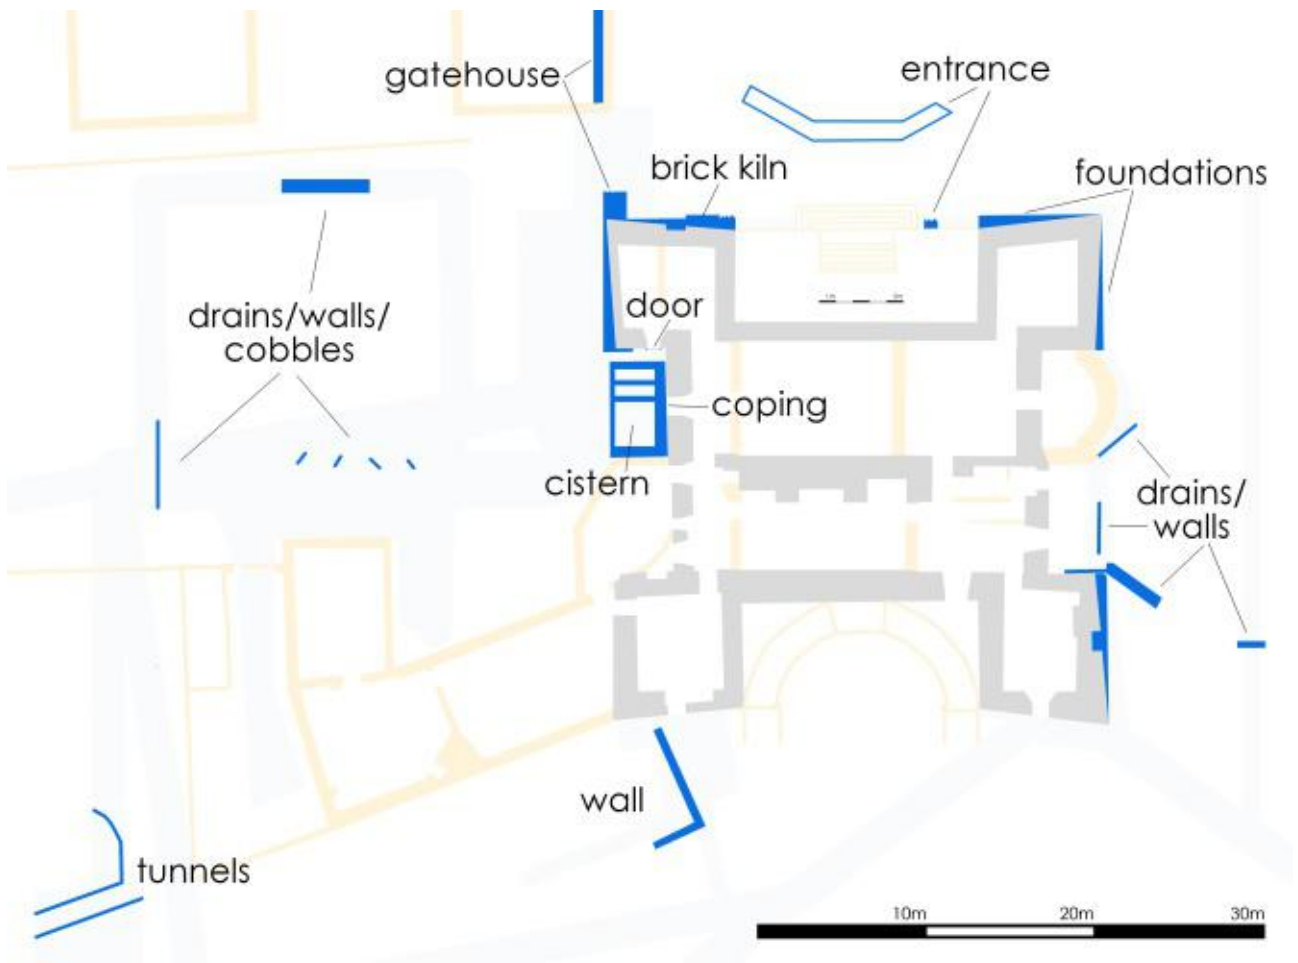 gatehouse
entrance
brick kiln
foundations
door
drains/walls/
cobbles
coping
cistern
drains/
walls
wall
tunnels
10m
20m
30m